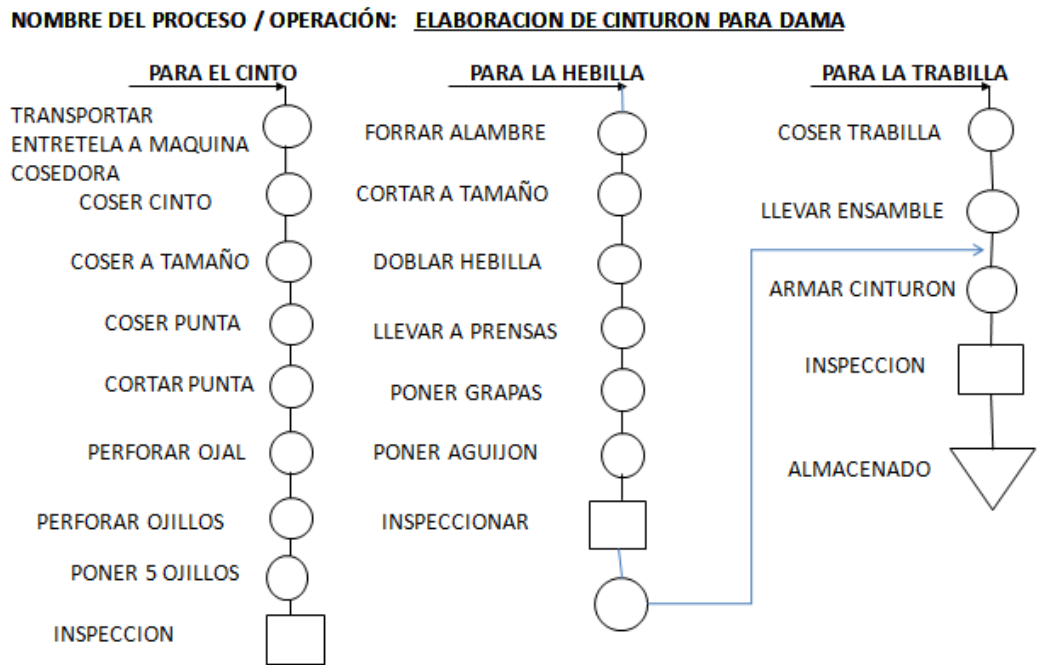 NOMBRE DEL PROCESO / OPERACIÓN: ELABORACION DE CINTURON PARA DAMA
PARA EL CINTO
TRANSPORTAR
ENTRETELA A MAQUINA
COSEDORA
COSER CINTO
COSER A TAMAÑO
COSER PUNTA
CORTAR PUNTA
PERFORAR OJAL
PERFORAR OJILLOS
PONER 5 OJILLOS
INSPECCION
PARA LA HEBILLA
FORRAR ALAMBRE
CORTAR A TAMAÑO
DOBLAR HEBILLA
LLEVAR A PRENSAS
PONER GRAPAS
PONER AGUIJON
INSPECCIONAR
PARA LA TRABILLA
COSER TRABILLA
LLEVAR ENSAMBLE
ARMAR CINTURON
INSPECCION
ALMACENADO